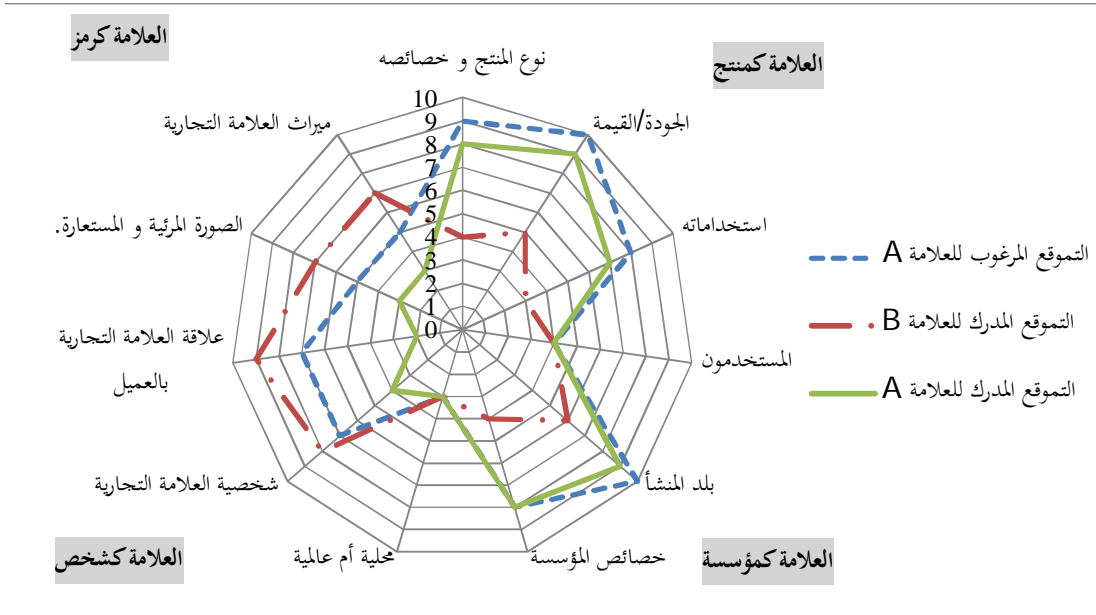 العلامة كرمز
العلامة كمنتج
نوع المنتج و خصائصه
الجودة/القيمة
استخداماته
المستخدمون
بلد المنشأ
خصائص المؤسسة
محلية أم عالمية
شخصية العلامة التجارية
علاقة العلامة التجارية
بالعميل
الصورة المرئية و المستعارة.
ميراث العلامة التجارية
10
9
8
7
6
5
4
3
2
1
0
التموقع المرغوب للعلامة A
التموقع المدرك للعلامة B
التموقع المدرك للعلامة A
العلامة كمؤسسة
العلامة كشخص